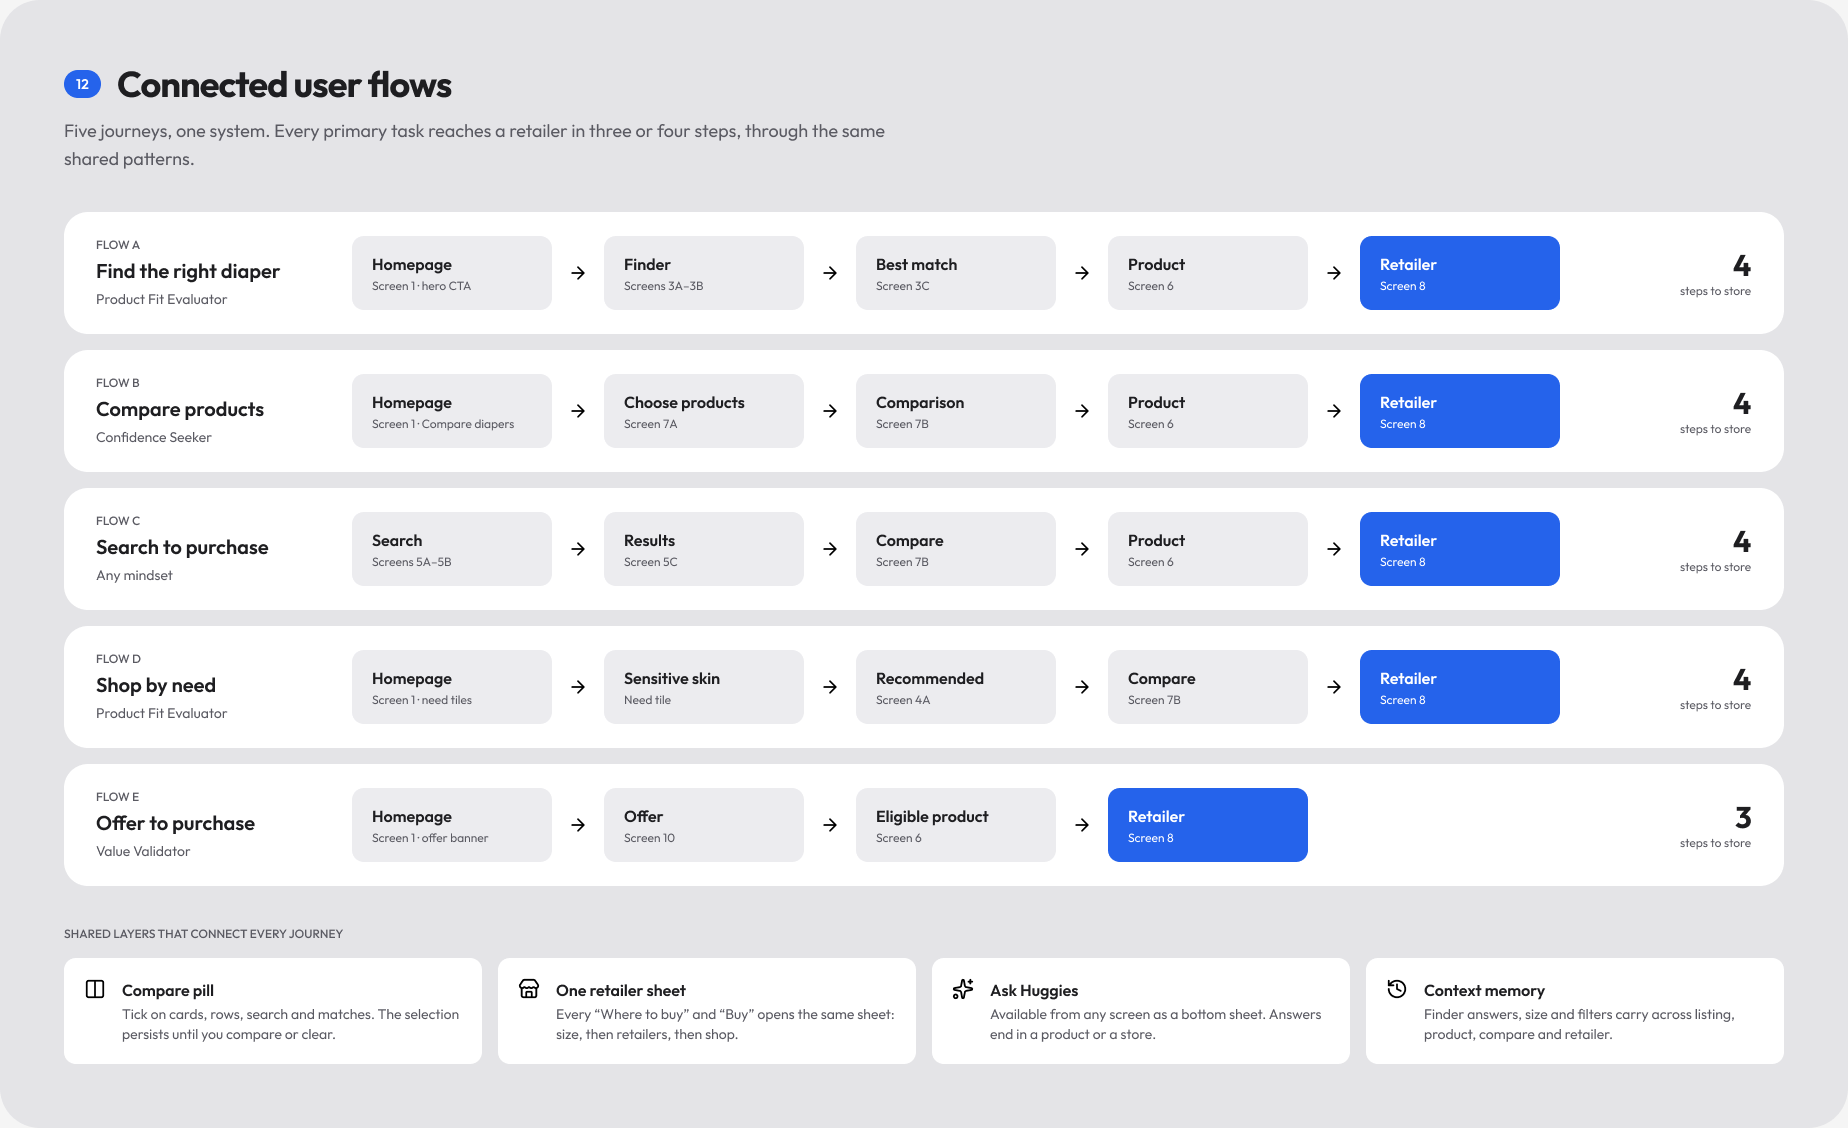 12
Connected user flows
Five journeys, one system. Every primary task reaches a retailer in three or four steps, through the same
shared patterns.
FLOW A
Find the right diaper
Product Fit Evaluator
Homepage
Screen 1 · hero CTA
Finder
Screens 3A–3B
Best match
Screen 3C
Product
Screen 6
Retailer
Screen 8
4
steps to store
FLOW B
Compare products
Confidence Seeker
Homepage
Screen 1 · Compare diapers
Choose products
Screen 7A
Comparison
Screen 7B
Product
Screen 6
Retailer
Screen 8
4
steps to store
FLOW C
Search to purchase
Any mindset
Search
Screens 5A–5B
Results
Screen 5C
Compare
Screen 7B
Product
Screen 6
Retailer
Screen 8
4
steps to store
FLOW D
Shop by need
Product Fit Evaluator
Homepage
Screen 1 · need tiles
Sensitive skin
Need tile
Recommended
Screen 4A
Compare
Screen 7B
Retailer
Screen 8
4
steps to store
FLOW E
Offer to purchase
Value Validator
Homepage
Screen 1 · offer banner
Offer
Screen 10
Eligible product
Screen 6
Retailer
Screen 8
3
steps to store
SHARED LAYERS THAT CONNECT EVERY JOURNEY
Compare pill
Tick on cards, rows, search and matches. The selection
persists until you compare or clear.
One retailer sheet
Every “Where to buy” and “Buy” opens the same sheet:
size, then retailers, then shop.
Ask Huggies
Available from any screen as a bottom sheet. Answers
end in a product or a store.
Context memory
Finder answers, size and filters carry across listing,
product, compare and retailer.